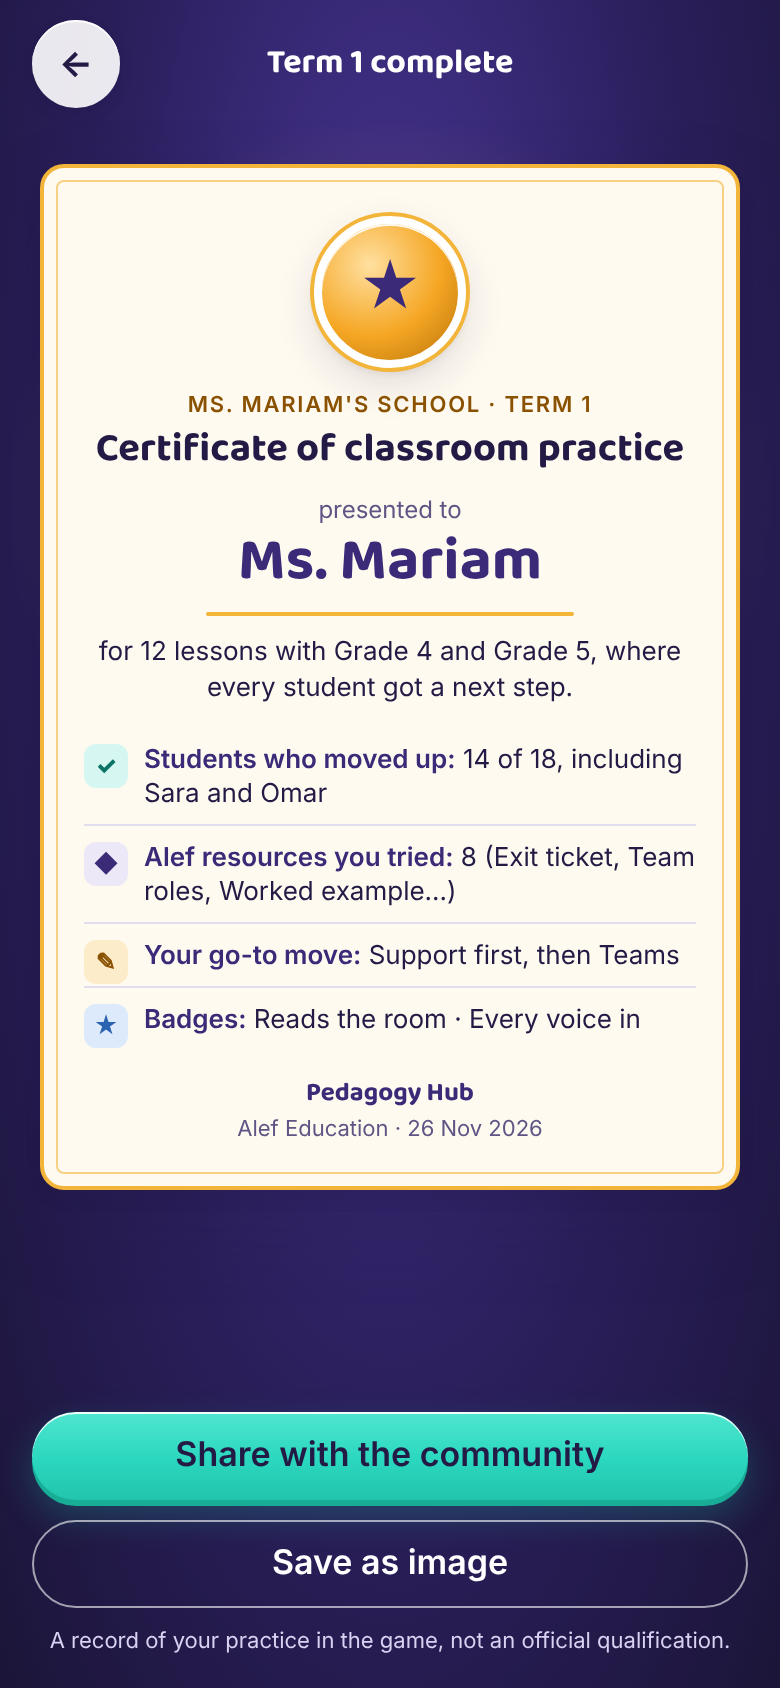 Term 1 complete
MS. MARIAM'S SCHOOL · TERM 1
Certificate of classroom practice
presented to
Ms. Mariam
for 12 lessons with Grade 4 and Grade 5, where
every student got a next step.
Students who moved up: 14 of 18, including
Sara and Omar
Alef resources you tried: 8 (Exit ticket, Team
roles, Worked example...)
Your go-to move: Support first, then Teams
Badges: Reads the room · Every voice in
Pedagogy Hub
Alef Education · 26 Nov 2026
Share with the community
Save as image
A record of your practice in the game, not an official qualification.